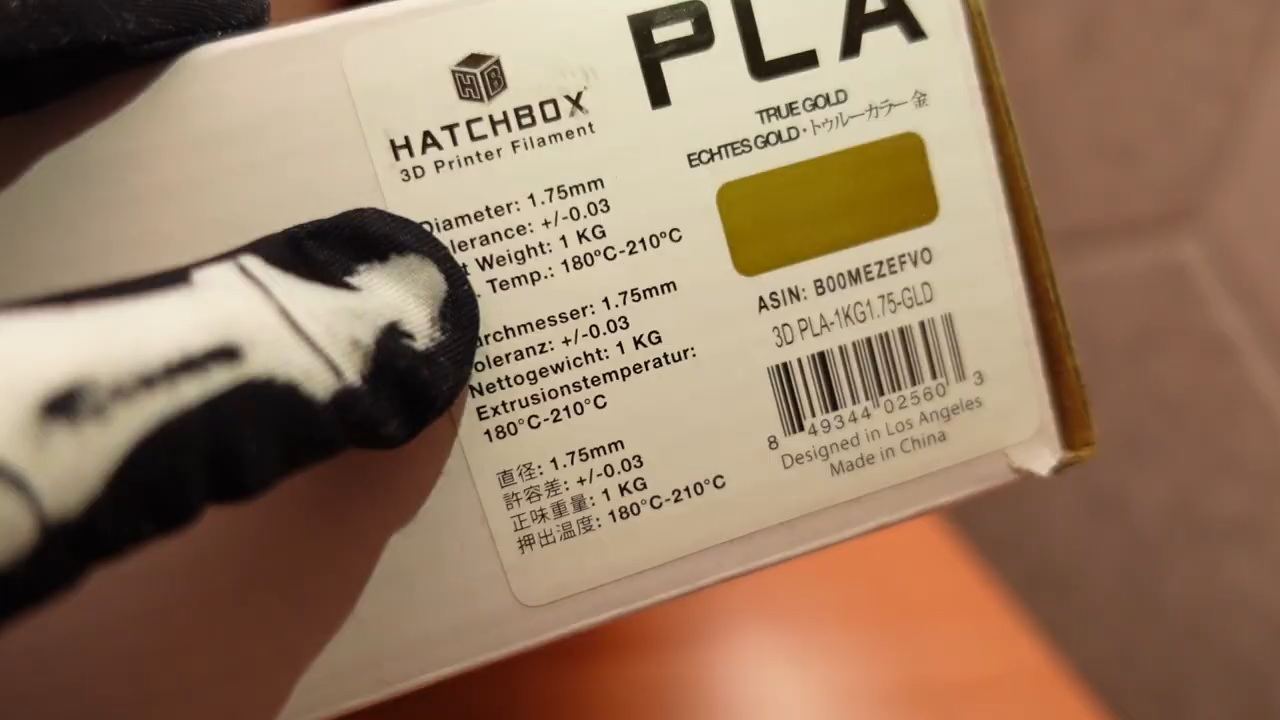 HB
HATCHBOX
3D Printer Filament
Diameter: 1.75mm
lerance: +/-0.03
t Weight: 1 KG
. Temp.: 180ºC-210ºC
rchmesser: 1.75mm
oleranz: +/-0.03
Nettogewicht: 1 KG
Extrusionstemperatur:
180°C-210°C
直径: 1.75mm
許容差: +/-0.03
正味重量: 1 KG
押出温度: 180°C-210°C
PLA
TRUE GOLD
ECHTES GOLD・トゥルーカラー 金
ASIN: B00MEZEFVO
3D PLA-1KG1.75-GLD
8 49344 02560 3
Designed in Los Angeles
Made in China